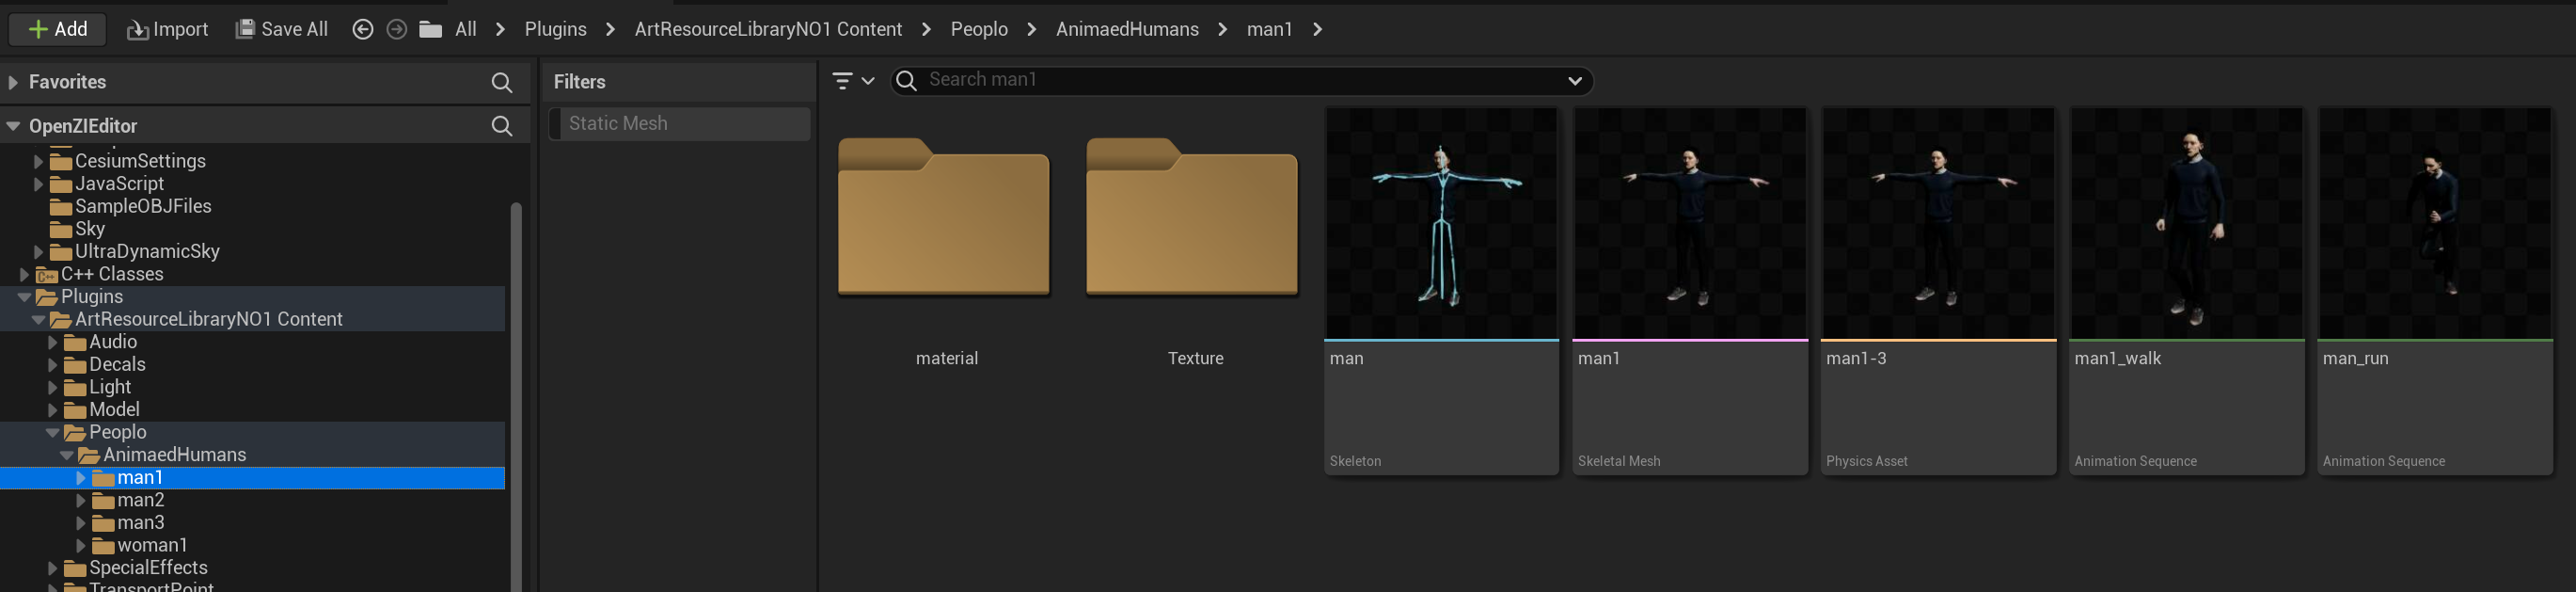 Add
Import
Save All
All
Plugins
ArtResourceLibraryNO1 Content
Peoplo
AnimaedHumans
man1
Favorites
OpenZIEditor
CesiumSettings
JavaScript
SampleOBJFiles
Sky
UltraDynamicSky
C++ Classes
Plugins
ArtResourceLibraryNO1 Content
Audio
Decals
Light
Model
Peoplo
AnimaedHumans
man1
man2
man3
woman1
SpecialEffects
TransportPoint
Filters
Static Mesh
Search man1
material
Texture
man
Skeleton
man1
Skeletal Mesh
man1-3
Physics Asset
man1_walk
Animation Sequence
man_run
Animation Sequence